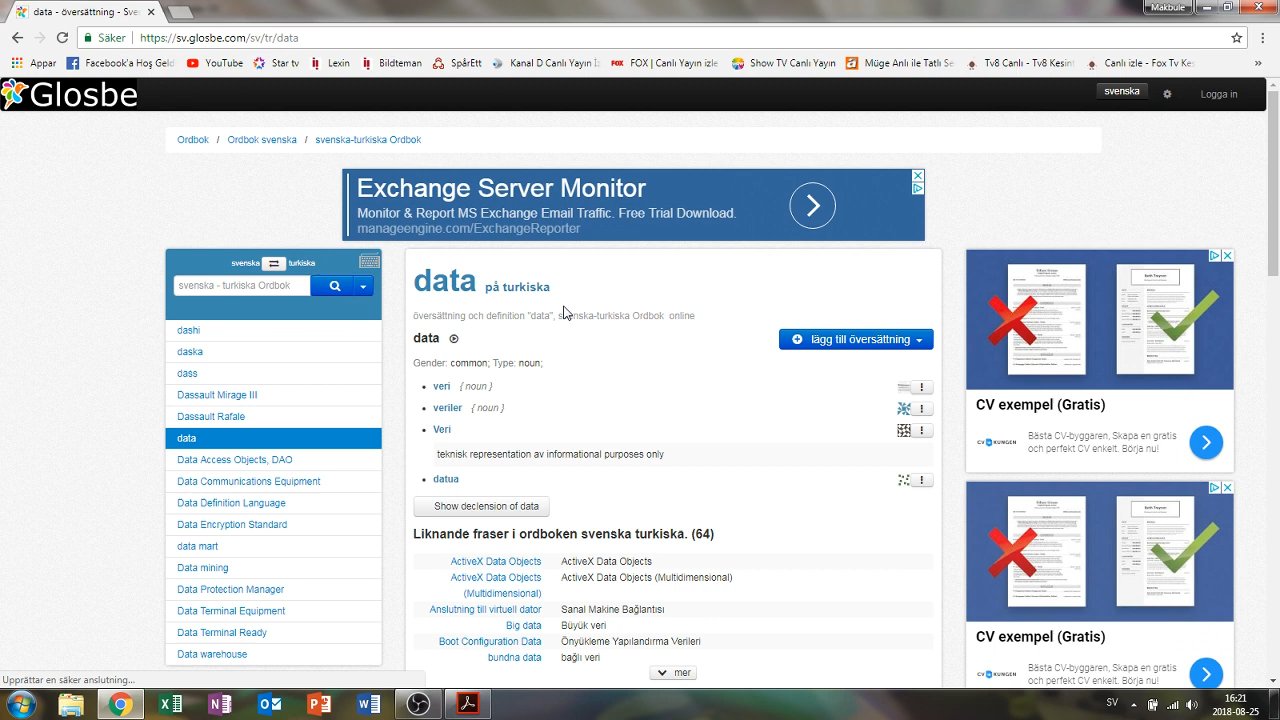 data - översättning - Sve
Makbule
Säker
https://sv.glosbe.com/sv/tr/data
Appar
Facebook'a Hoş Geld
YouTube
Star tv
Lexin
Bildteman
SpårEtt
Kanal D Canlı Yayın İz
FOX | Canlı Yayın izle
Show TV Canlı Yayın
Müge Anlı ile Tatlı Se
Tv8 Canlı - Tv8 Kesint
Canlı izle - Fox Tv Kes
Glosbe
svenska
Logga in
Ordbok / Ordbok svenska / svenska-turkiska Ordbok
Exchange Server Monitor
Monitor & Report MS Exchange Email Traffic. Free Trial Download.
manageengine.com/ExchangeReporter
svenska turkiska
svenska - turkiska Ordbok
dashi
daska
dass
Dassault Mirage III
Dassault Rafale
data
Data Access Objects, DAO
Data Communications Equipment
Data Definition Language
Data Encryption Standard
data mart
Data mining
Data Protection Manager
Data Terminal Equipment
Data Terminal Ready
Data warehouse
data på turkiska
översättning och definition "data", svenska-turkiska Ordbok online
data
lägg till översättning
Gender: common; Type: noun;
veri { noun }
veriler { noun }
Veri
teknisk representation av informational purposes only
datua
Show declension of data
Liknande fraser i ordboken svenska turkiska. (64)
ActiveX Data Objects ActiveX Data Objects
ActiveX Data Objects ActiveX Data Objects (Multidimensional)
(Multidimensional)
Anslutning till virtuell dator Sanal Makine Bağlantısı
Big data Büyük veri
Boot Configuration Data Önyükleme Yapılandırma Verileri
bundna data bağlı veri
mer
CV exempel (Gratis)
CV KUNGEN
Bästa CV-byggaren, Skapa en gratis
och perfekt CV enkelt. Börja nu!
CV exempel (Gratis)
CV KUNGEN
Bästa CV-byggaren, Skapa en gratis
och perfekt CV enkelt. Börja nu!
Upprättar en säker anslutning...
SV
16:21
2018-08-25